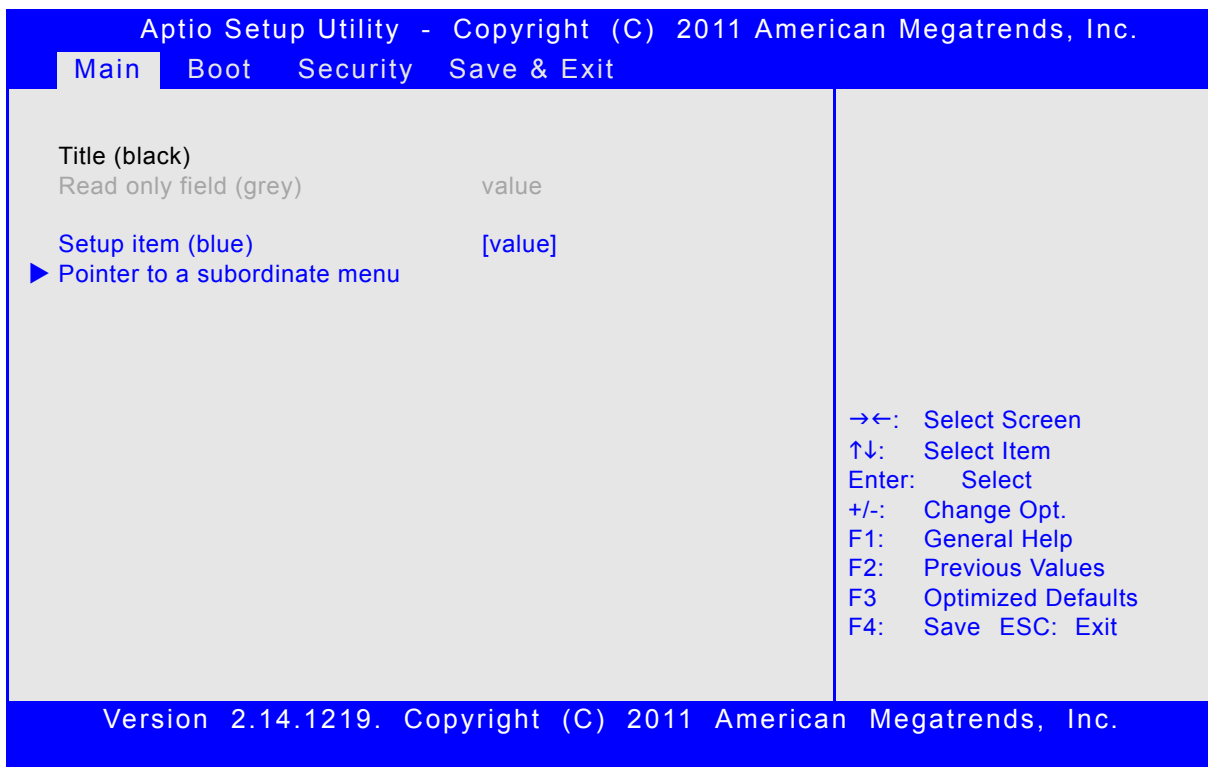 Aptio Setup Utility - Copyright (C) 2011 American Megatrends, Inc.
Main Boot Security Save & Exit
Title (black)
Read only field (grey) value
Setup item (blue) [value]
▶ Pointer to a subordinate menu
→←: Select Screen
↑↓: Select Item
Enter: Select
+/-: Change Opt.
F1: General Help
F2: Previous Values
F3 Optimized Defaults
F4: Save ESC: Exit
Version 2.14.1219. Copyright (C) 2011 American Megatrends, Inc.